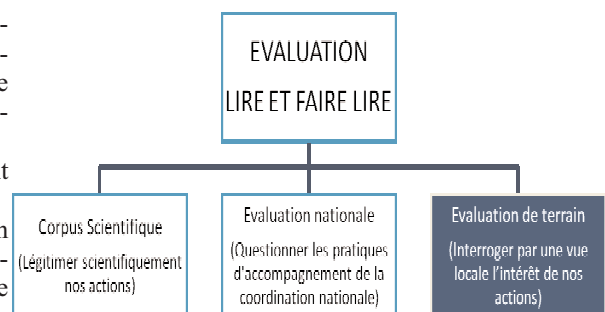 -
-
e
-
t
n
-
e
EVALUATION
LIRE ET FAIRE LIRE
Corpus Scientifique
(Légitimer scientifiquement
nos actions)
Evaluation nationale
(Questionner les pratiques
d'accompagnement de la
coordination nationale)
Evaluation de terrain
(Interroger par une vue
locale l'intérêt de nos
actions)